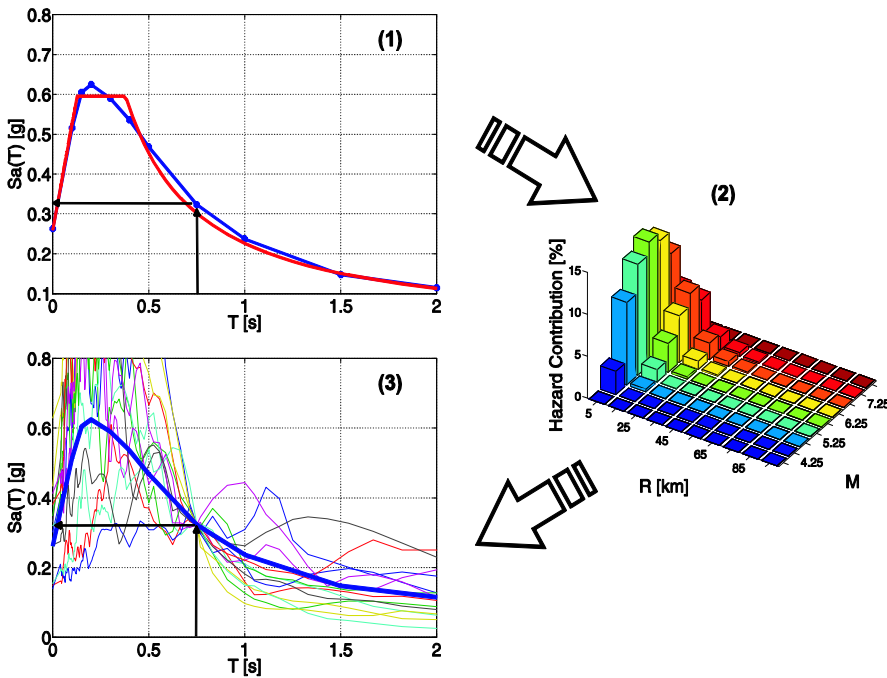 (1)
Sa(T) [g]
0.8
0.7
0.6
0.5
0.4
0.3
0.2
0.1
0 0.5 1 1.5 2
T [s]
(2)
Hazard Contribution [%]
15
10
5
0
5 25 45 65 85
R [km]
4.25 5.25 6.25 7.25
M
(3)
Sa(T) [g]
0.8
0.6
0.4
0.2
0
0 0.5 1 1.5 2
T [s]